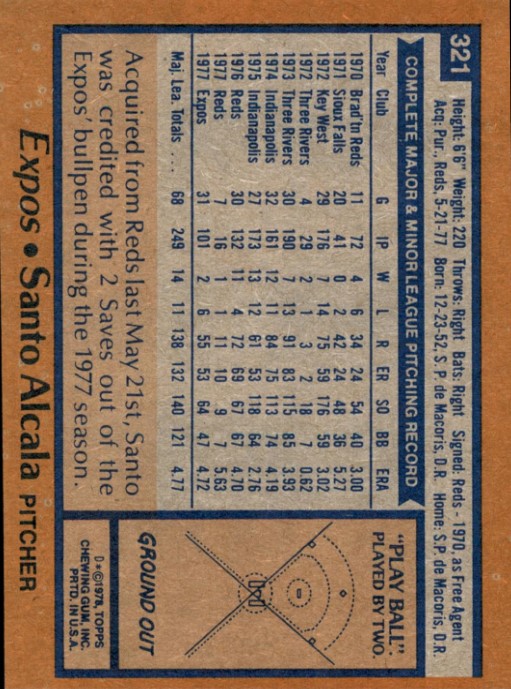 321
Height: 6'6" Weight: 220 Throws: Right Bats: Right Signed: Reds - 1970, as Free Agent
Acq: Pur., Reds, 5-21-77 Born: 12-23-52, S.P. de Macoris, D.R. Home: S.P. de Macoris, D.R.
COMPLETE MAJOR & MINOR LEAGUE PITCHING RECORD
Year Club G IP W L R ER SO BB ERA
1970 Brad'tn Reds 11 72 4 6 34 24 54 40 3.00
1971 Sioux Falls 20 41 0 2 42 24 48 36 5.27
1972 Key West 29 176 7 14 75 59 176 59 3.02
1972 Three Rivers 4 29 2 1 3 2 18 7 0.62
1973 Three Rivers 30 190 7 13 91 83 115 85 3.93
1974 Indianapolis 32 161 12 11 84 75 113 74 4.19
1975 Indianapolis 27 173 13 12 61 53 118 64 2.76
1976 Reds 30 132 11 4 72 69 67 67 4.70
1977 Reds 7 16 1 1 11 10 9 7 5.63
1977 Expos 31 101 2 6 55 53 64 47 4.72
Maj. Lea. Totals . . . 68 249 14 11 138 132 140 121 4.77
Acquired from Reds last May 21st, Santo
was credited with 2 Saves out of the
Expos' bullpen during the 1977 season.
"PLAY BALL":
PLAYED BY TWO.
GROUND OUT
D*©1978, TOPPS
CHEWING GUM, INC.
PRTD. IN U.S.A.
Expos • Santo Alcala PITCHER